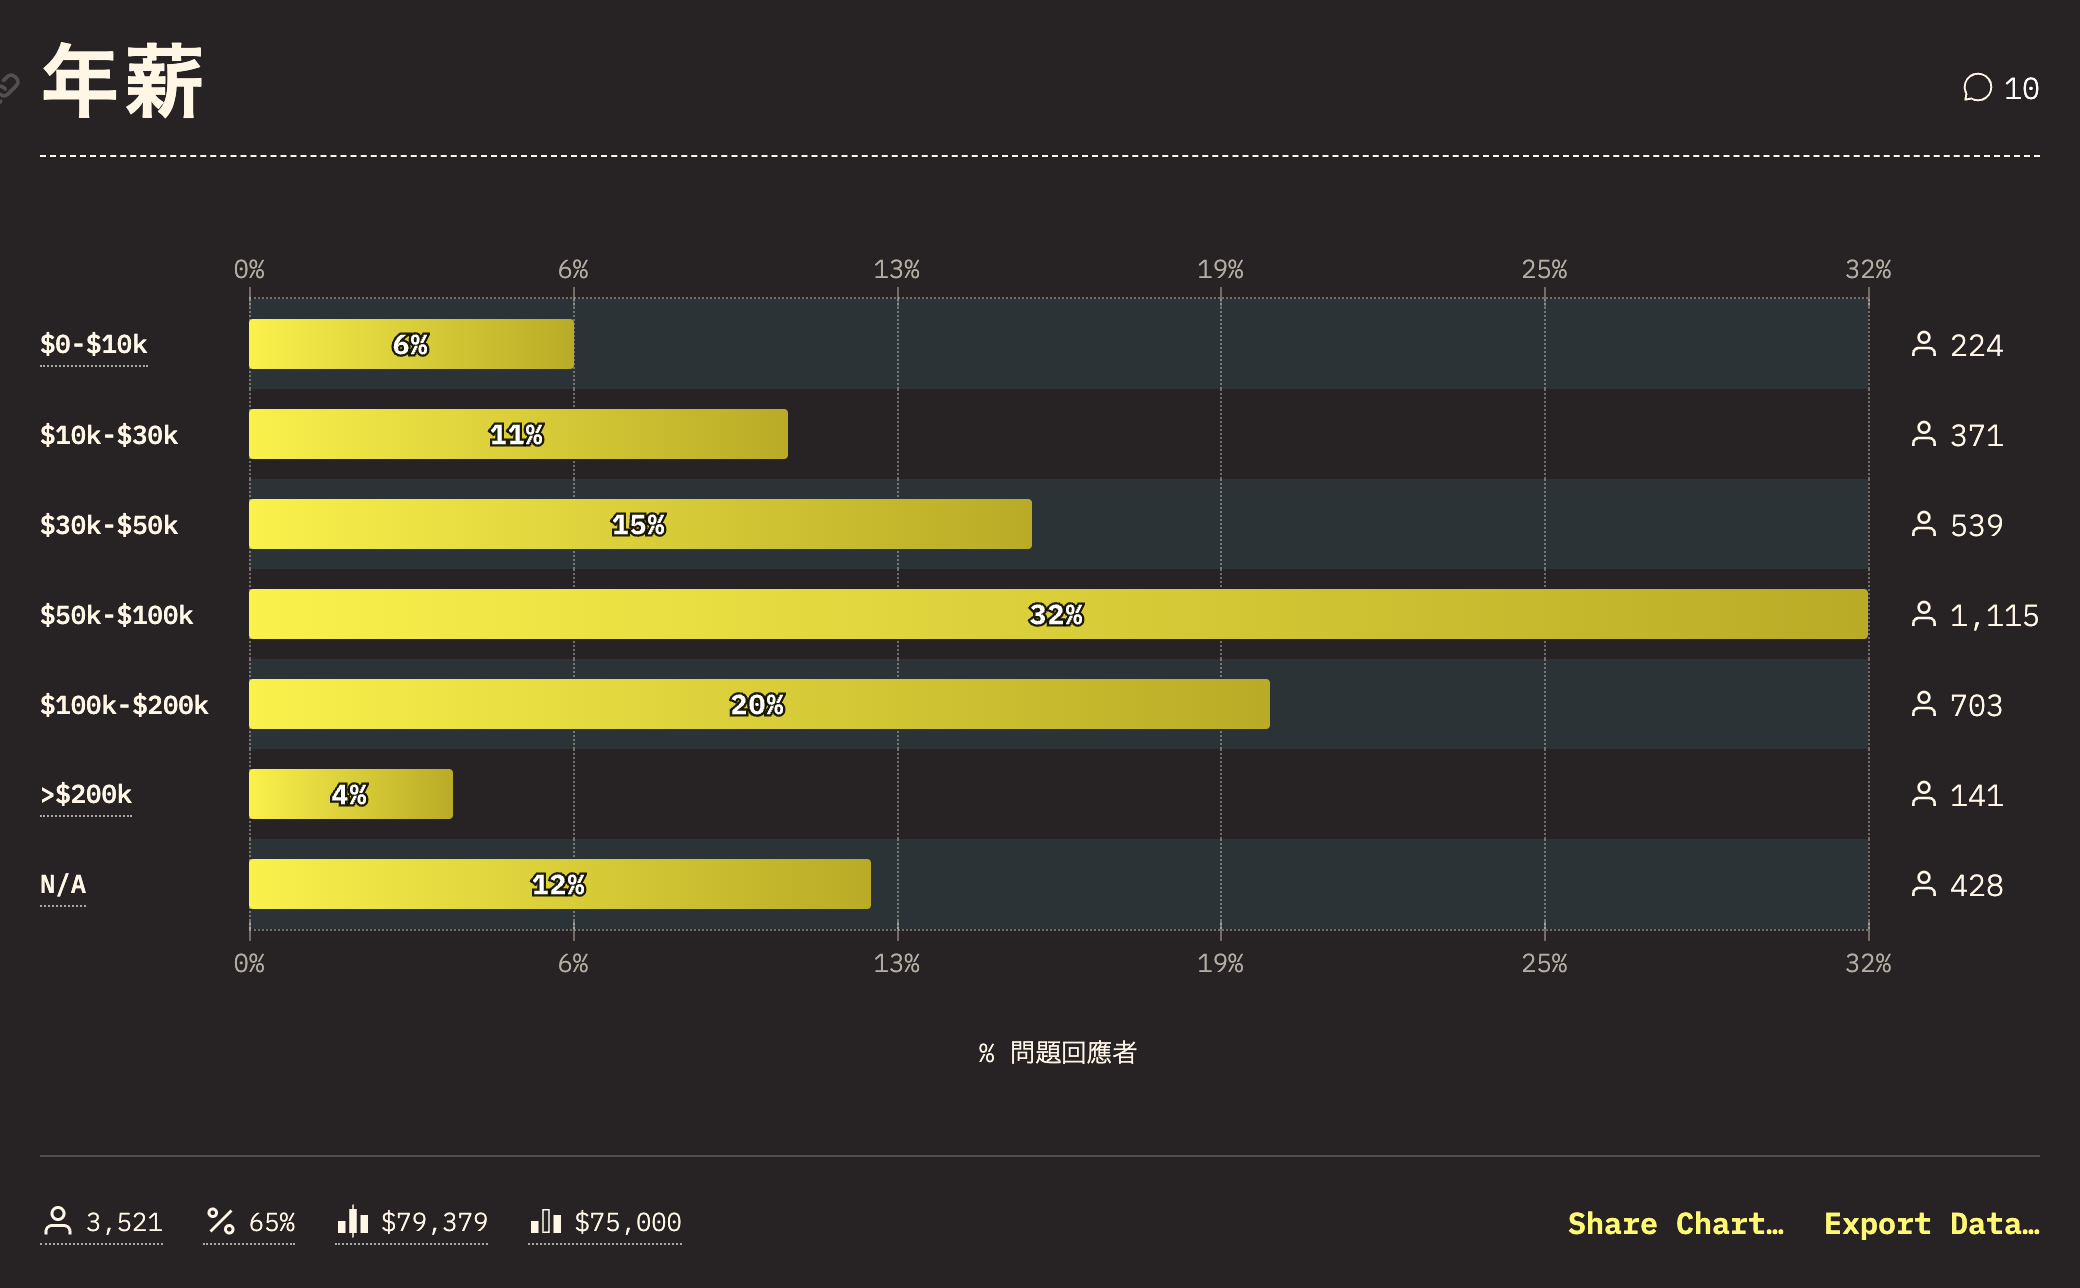 年薪
10
0% 6% 13% 19% 25% 32%
$0-$10k 6% 224
$10k-$30k 11% 371
$30k-$50k 15% 539
$50k-$100k 32% 1,115
$100k-$200k 20% 703
>$200k 4% 141
N/A 12% 428
0% 6% 13% 19% 25% 32%
% 問題回應者
3,521 65% $79,379 $75,000 Share Chart… Export Data…